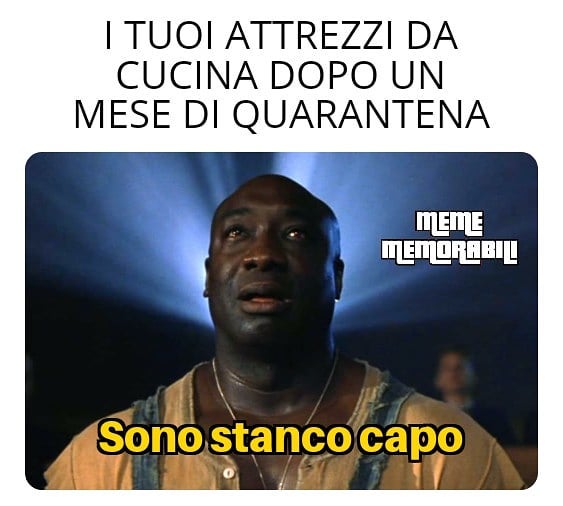 I TUOI ATTREZZI DA
CUCINA DOPO UN
MESE DI QUARANTENA
MEME
MEMORABILI
Sono stanco capo